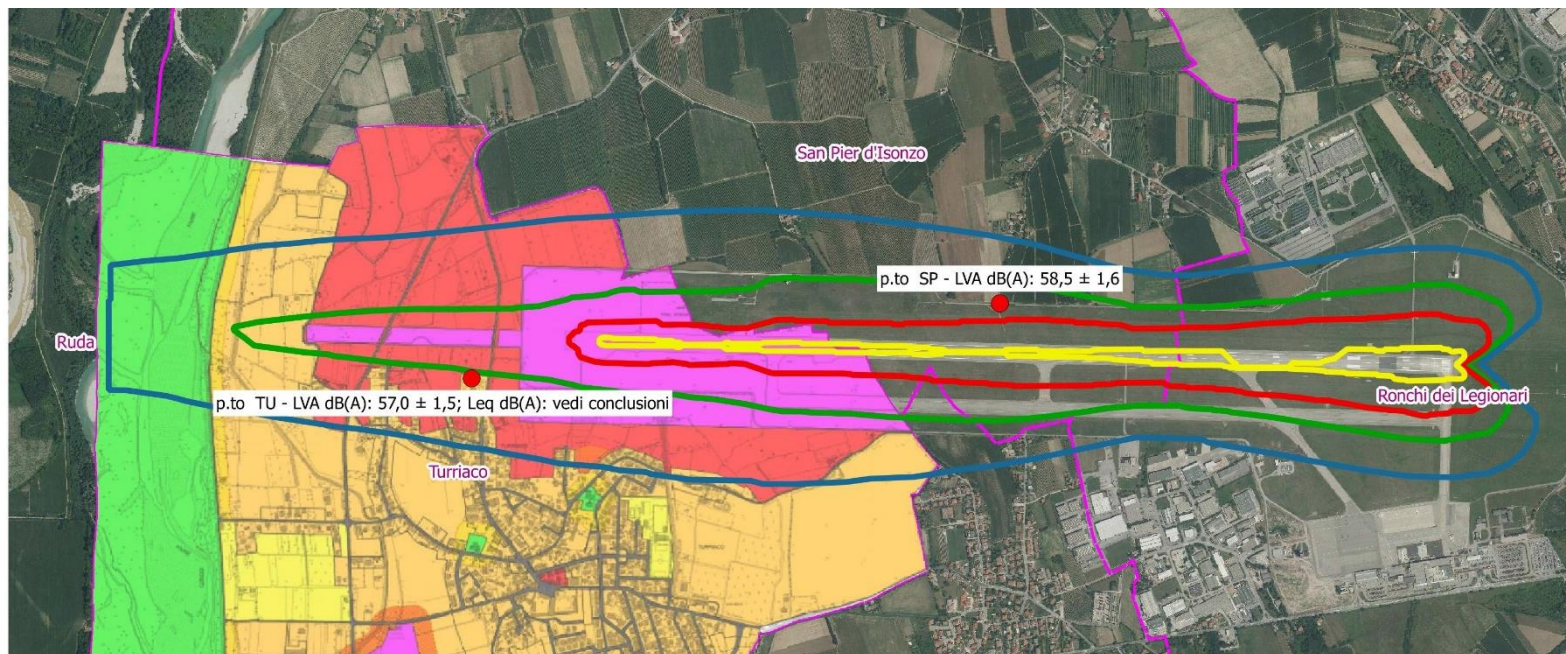 San Pier d'Isonzo
p.to SP - LVA dB(A): 58,5 ± 1,6
Ruda
Ronchi dei Legionari
p.to TU - LVA dB(A): 57,0 ± 1,5; Leq dB(A): vedi conclusioni
Turriaco